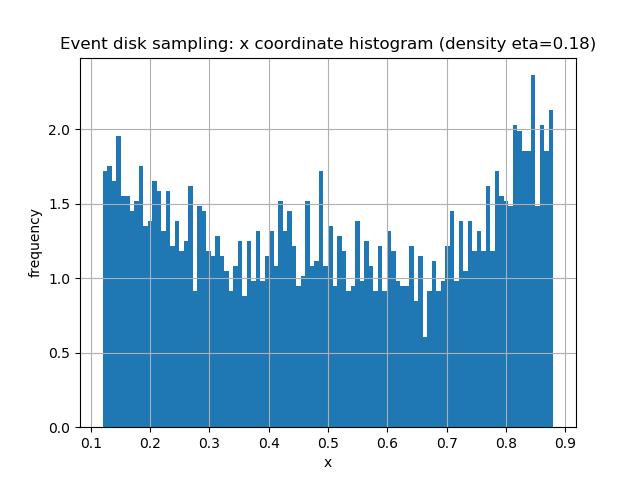 Event disk sampling: x coordinate histogram (density eta=0.18)
2.0
1.5
1.0
0.5
0.0
frequency
0.1 0.2 0.3 0.4 0.5 0.6 0.7 0.8 0.9
x